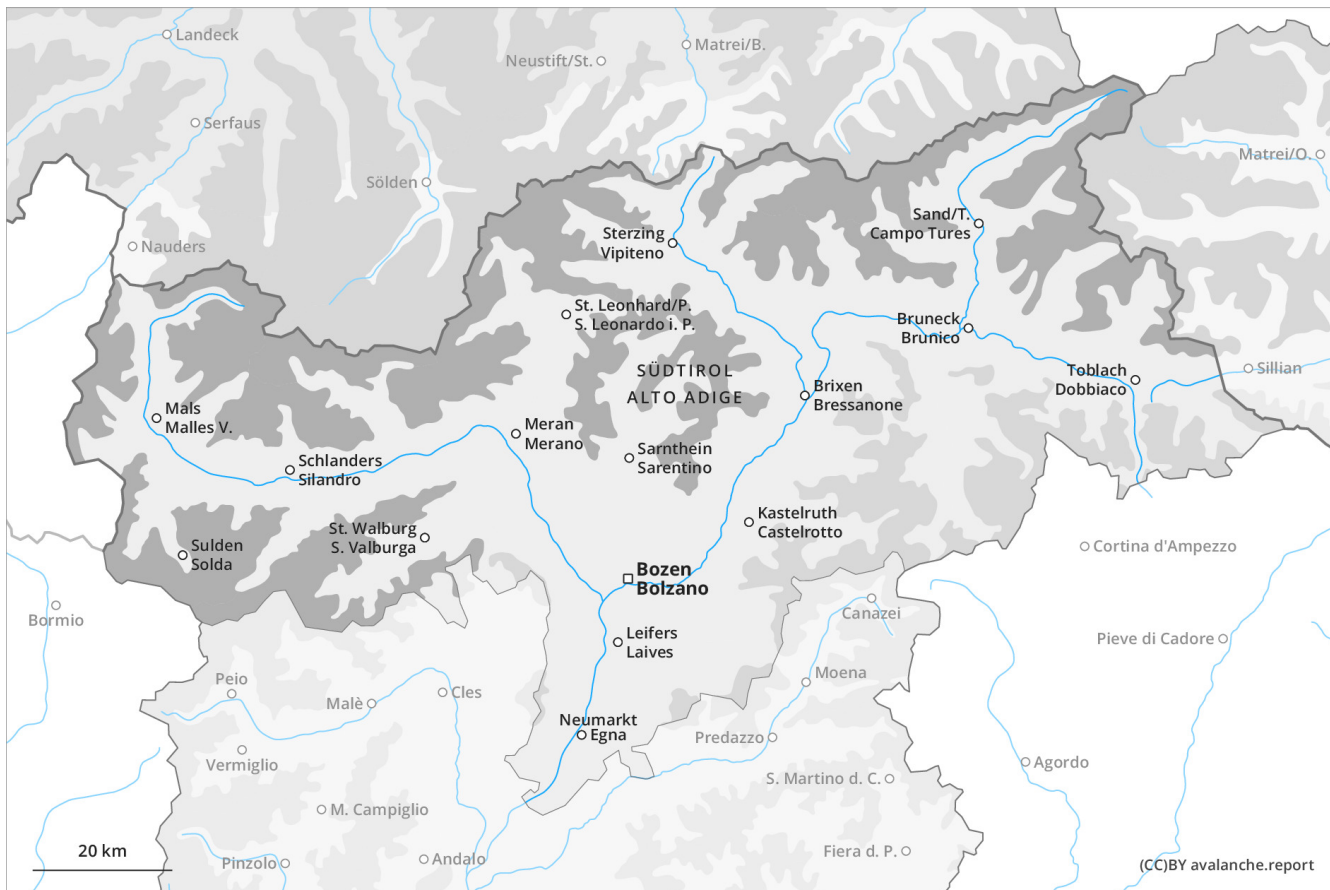 Landeck
Matrei/B.
Neustift/St.
Serfaus
Matrei/O.
Sölden
Sand/T.
Campo Tures
Nauders
Sterzing
Vipiteno
St. Leonhard/P.
S. Leonardo i. P.
Bruneck
Brunico
SÜDTIROL
ALTO ADIGE
Toblach
Dobbiaco
Sillian
Brixen
Bressanone
Mals
Malles V.
Meran
Merano
Sarnthein
Sarentino
Schlanders
Silandro
Kastelruth
Castelrotto
St. Walburg
S. Valburga
Sulden
Solda
Cortina d'Ampezzo
Bozen
Bolzano
Bormio
Canazei
Leifers
Laives
Pieve di Cadore
Peio
Moena
Malè
Cles
Neumarkt
Egna
Predazzo
Vermiglio
Agordo
S. Martino d. C.
M. Campiglio
20 km
Pinzolo
Andalo
Fiera d. P.
(CC)BY avalanche.report